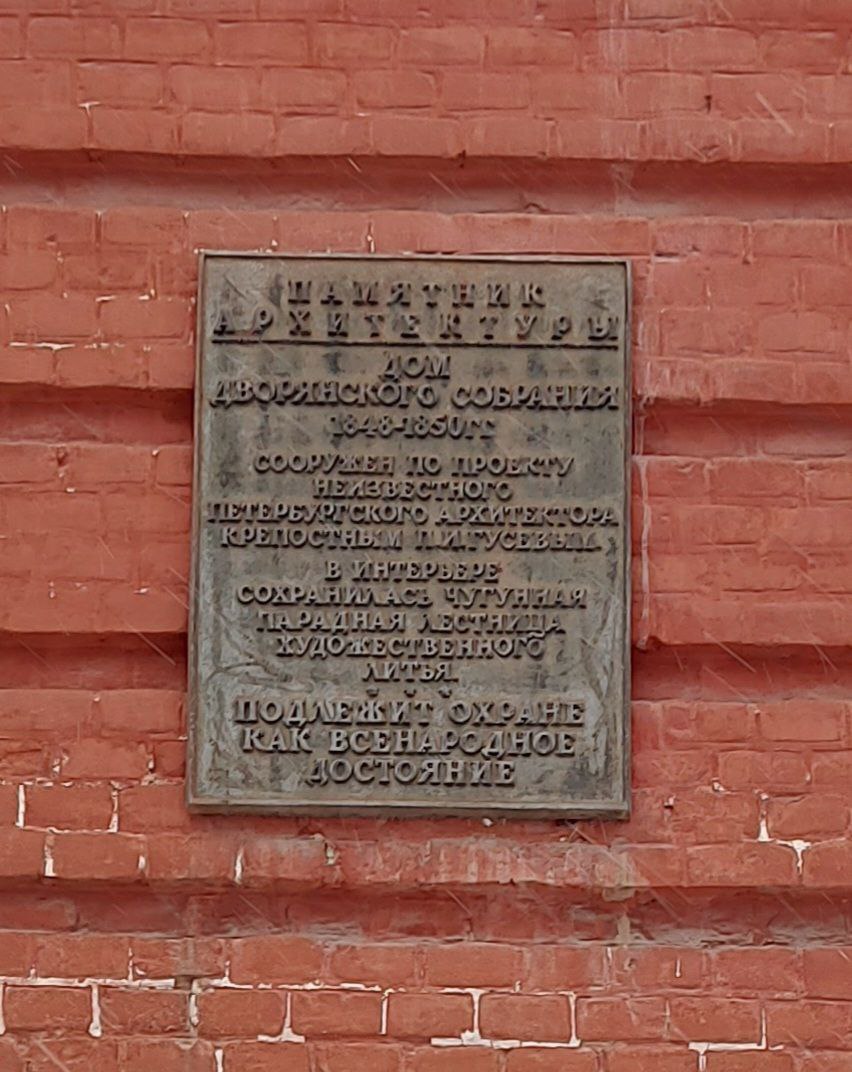 ПАМЯТНИК
АРХИТЕКТУРЫ
ДОМ
ДВОРЯНСКОГО СОБРАНИЯ
1848-1850гг
СООРУЖЕН ПО ПРОЕКТУ
НЕИЗВЕСТНОГО
ПЕТЕРБУРГСКОГО АРХИТЕКТОРА
КРЕПОСТНЫМ П.И.ГУСЕВЫМ.
В ИНТЕРЬЕРЕ
СОХРАНИЛАСЬ ЧУГУННАЯ
ПАРАДНАЯ ЛЕСТНИЦА
ХУДОЖЕСТВЕННОГО
ЛИТЬЯ.
* * *
ПОДЛЕЖИТ ОХРАНЕ
КАК ВСЕНАРОДНОЕ
ДОСТОЯНИЕ